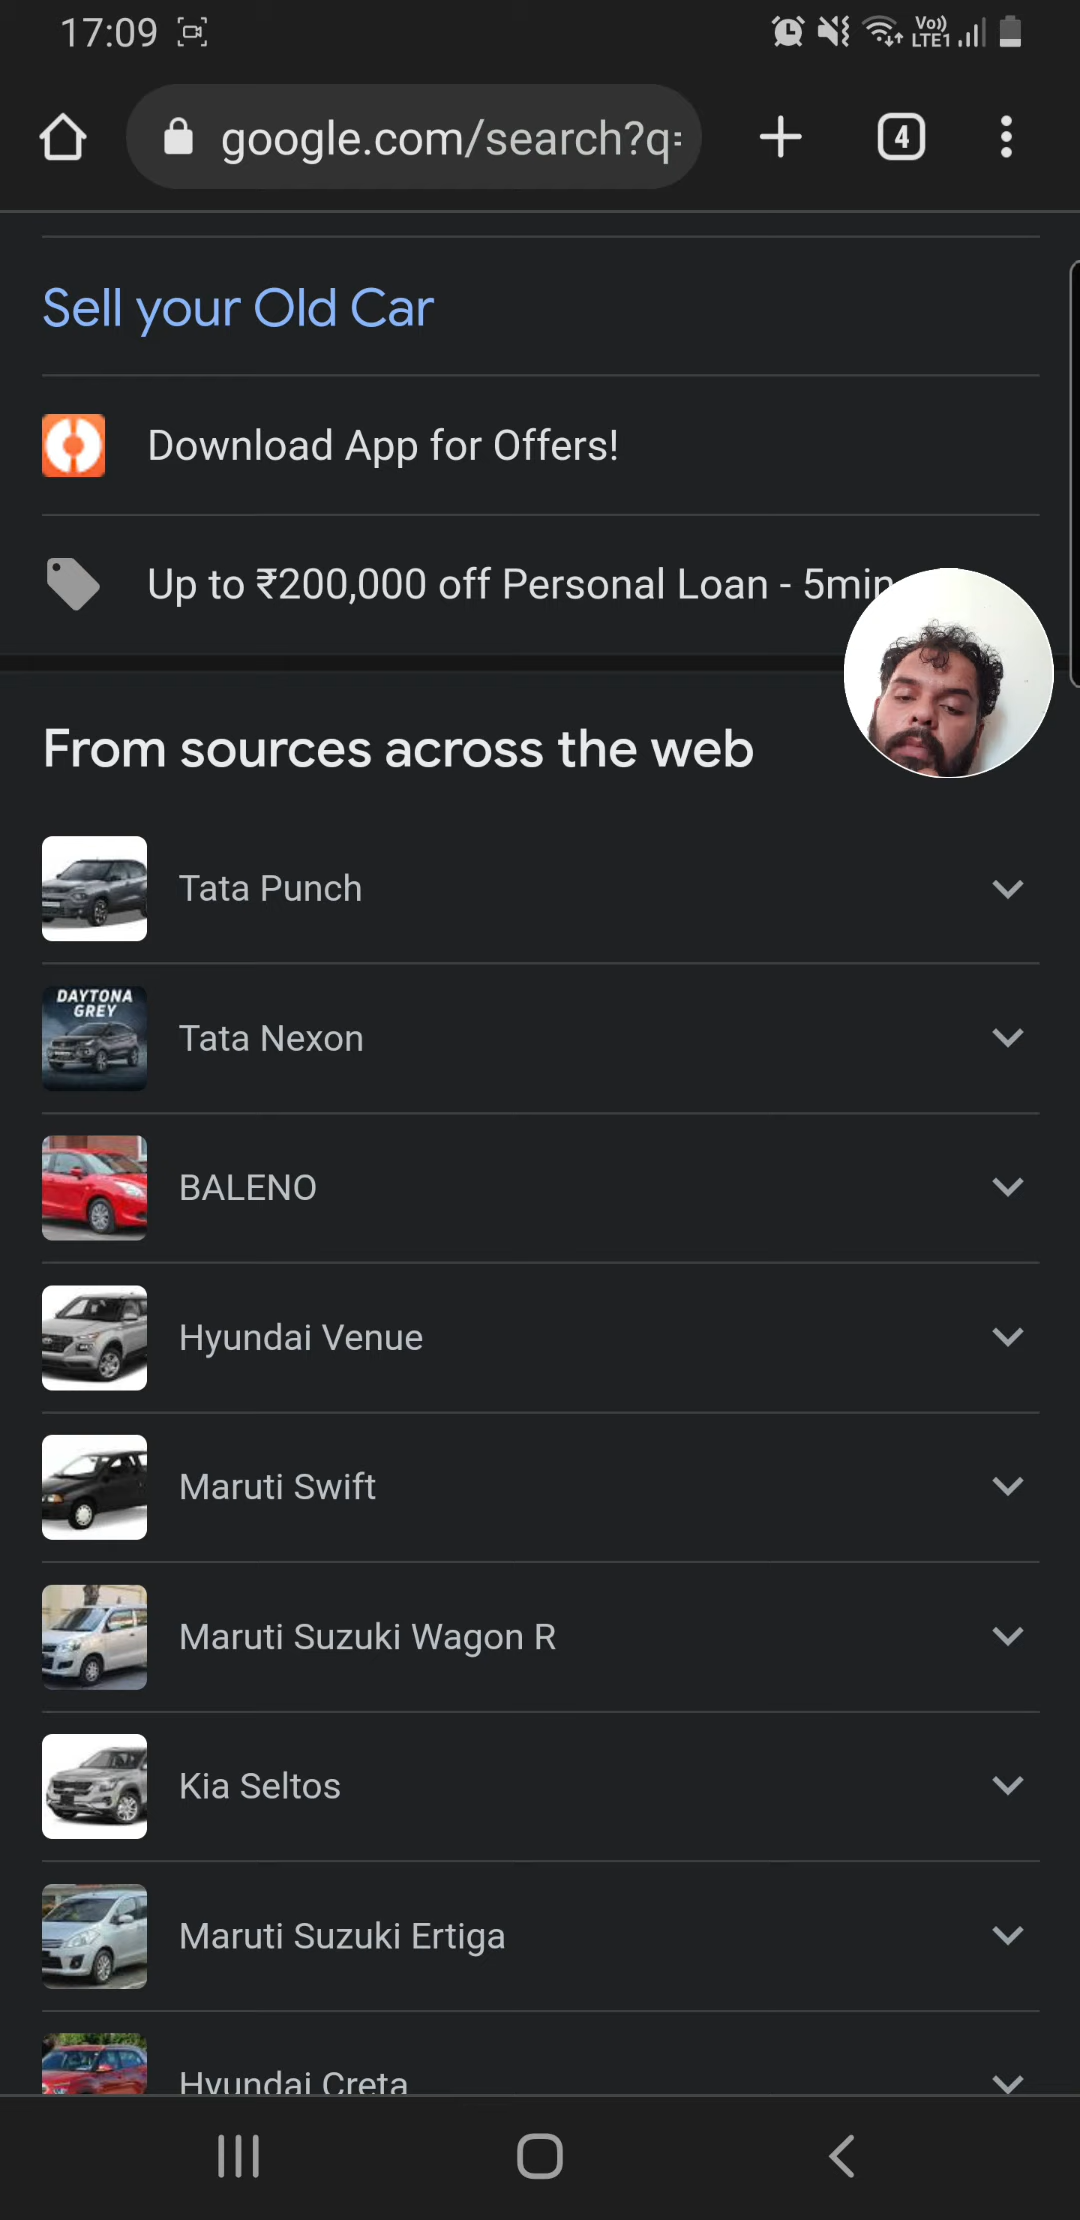 17:09
Vo)) LTE1
google.com/search?q=
4
Sell your Old Car
Download App for Offers!
Up to ₹200,000 off Personal Loan - 5min
From sources across the web
Tata Punch
DAYTONA
GREY
Tata Nexon
BALENO
Hyundai Venue
Maruti Swift
Maruti Suzuki Wagon R
Kia Seltos
Maruti Suzuki Ertiga
Hyundai Creta